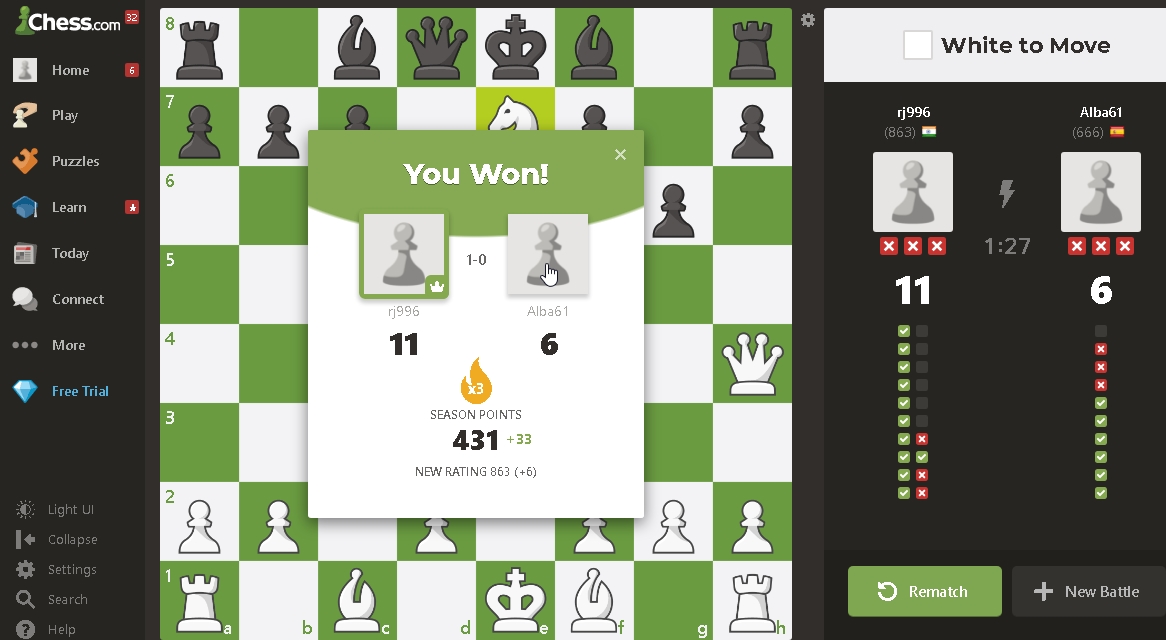 Chess.com 32
Home 6
Play
Puzzles
Learn
Today
Connect
More
Free Trial
Light UI
Collapse
Settings
Search
Help
8
7
6
5
4
3
2
1
a b c d e f g h
You Won!
1-0
rj996 Alba61
11 6
x3
SEASON POINTS
431 +33
NEW RATING 863 (+6)
White to Move
rj996 Alba61
(863) (666)
1:27
11 6
Rematch
New Battle